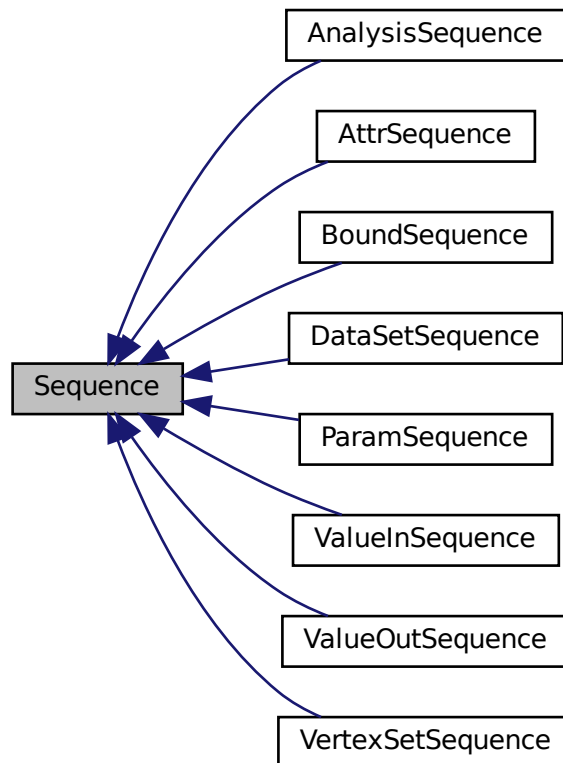 AnalysisSequence
AttrSequence
BoundSequence
DataSetSequence
Sequence
ParamSequence
ValueInSequence
ValueOutSequence
VertexSetSequence